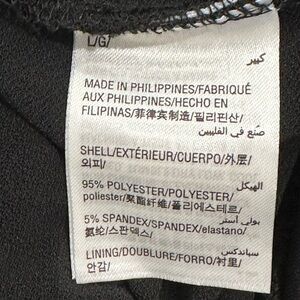 L/G/
كبير
MADE IN PHILIPPINES/FABRIQUÉ
AUX PHILIPPINES/HECHO EN
FILIPINAS/菲律宾制造/필리핀산/
صنع في الفلبين
SHELL/EXTÉRIEUR/CUERPO/外层/
외피/
الهيكل
95% POLYESTER/POLYESTER/
poliester/聚酯纤维/폴리에스테르/
بولي استر
5% SPANDEX/SPANDEX/elastano/
氨纶/스판덱스/
سباندكس
LINING/DOUBLURE/FORRO/衬里/
안감/